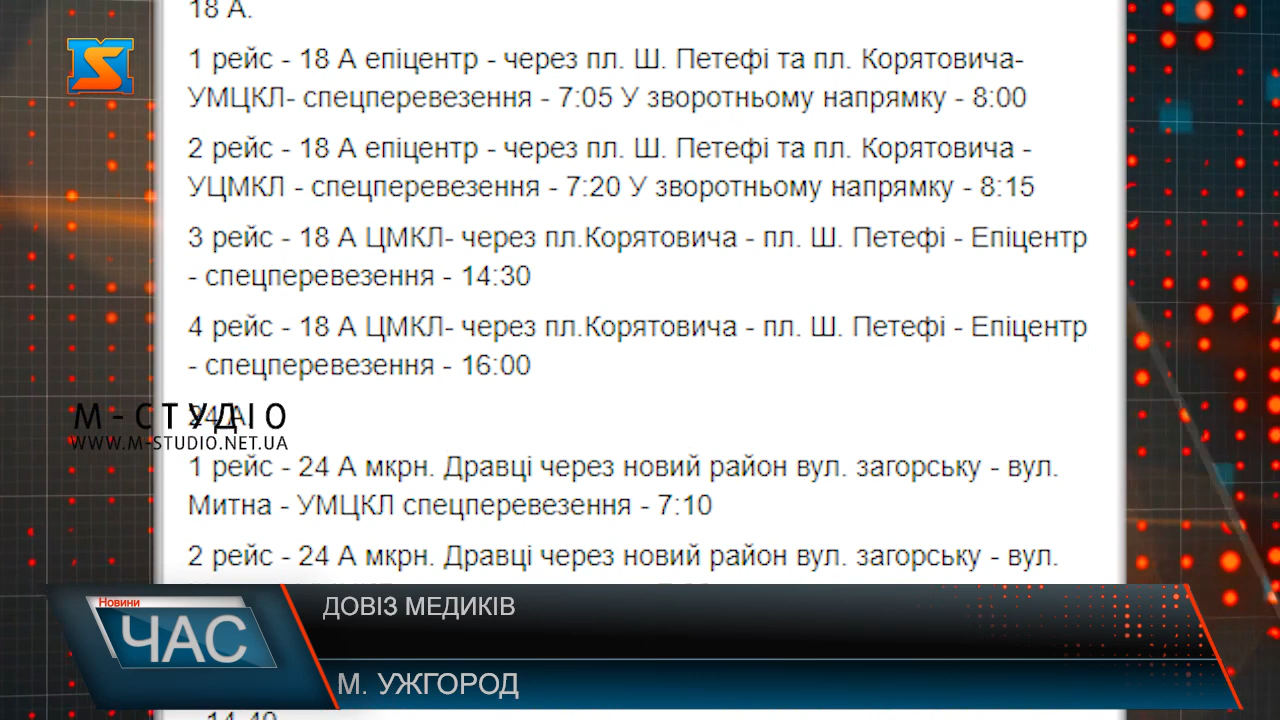 18 А.
1 рейс - 18 А епіцентр - через пл. Ш. Петефі та пл. Корятовича-
УМЦКЛ- спецперевезення - 7:05 У зворотньому напрямку - 8:00
2 рейс - 18 А епіцентр - через пл. Ш. Петефі та пл. Корятовича -
УЦМКЛ - спецперевезення - 7:20 У зворотньому напрямку - 8:15
3 рейс - 18 А ЦМКЛ- через пл.Корятовича - пл. Ш. Петефі - Епіцентр
- спецперевезення - 14:30
4 рейс - 18 А ЦМКЛ- через пл.Корятовича - пл. Ш. Петефі - Епіцентр
- спецперевезення - 16:00
24 А.
М-СТУДІО
WWW.M-STUDIO.NET.UA
1 рейс - 24 А мкрн. Дравці через новий район вул. загорську - вул.
Митна - УМЦКЛ спецперевезення - 7:10
2 рейс - 24 А мкрн. Дравці через новий район вул. загорську - вул.
Новини
ЧАС
ДОВІЗ МЕДИКІВ
М. УЖГОРОД